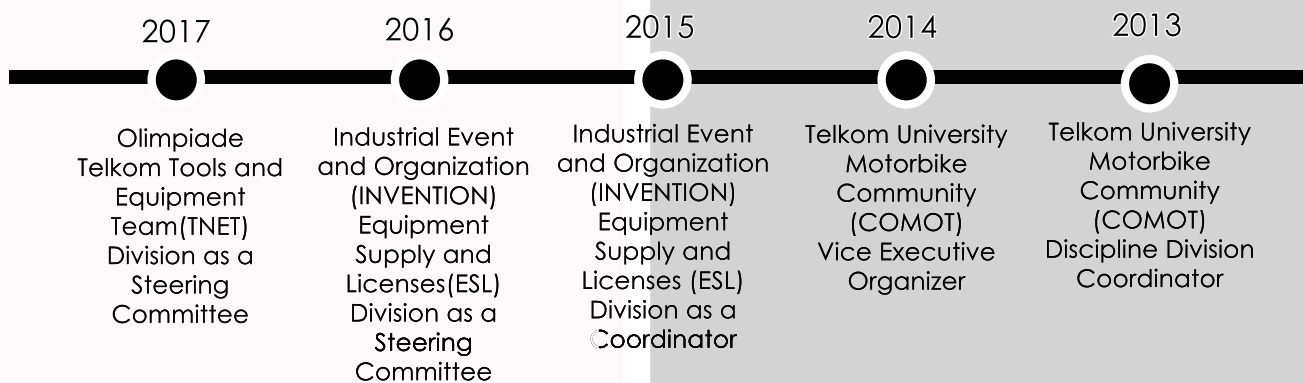 2017
Olimpiade
Telkom Tools and
Equipment
Team(TNET)
Division as a
Steering
Committee
2016
Industrial Event
and Organization
(INVENTION)
Equipment
Supply and
Licenses(ESL)
Division as a
Steering
Committee
2015
Industrial Event
and Organization
(INVENTION)
Equipment
Supply and
Licenses (ESL)
Division as a
Coordinator
2014
Telkom University
Motorbike
Community
(COMOT)
Vice Executive
Organizer
2013
Telkom University
Motorbike
Community
(COMOT)
Discipline Division
Coordinator